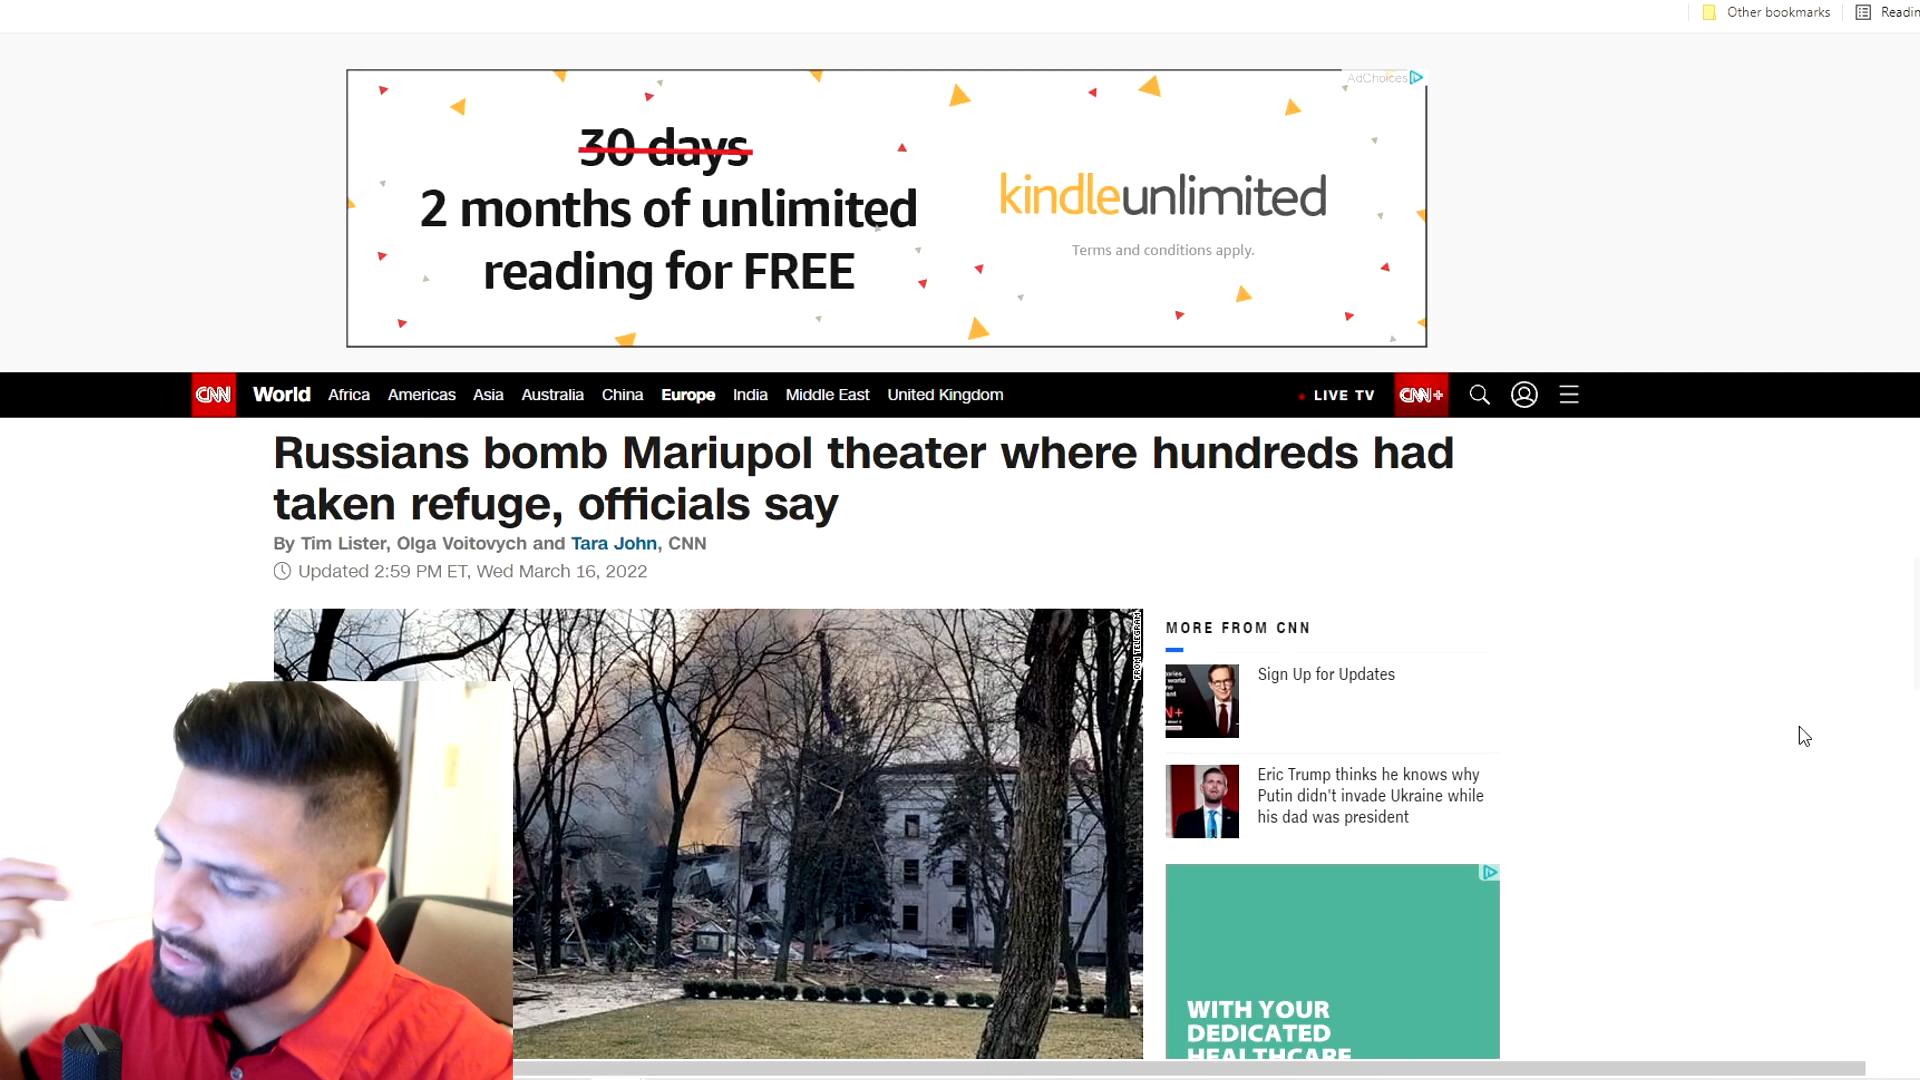 Other bookmarks
AdChoices
30 days
2 months of unlimited
reading for FREE
kindleunlimited
Terms and conditions apply.
CNN World Africa Americas Asia Australia China Europe India Middle East United Kingdom LIVE TV CNN+
Russians bomb Mariupol theater where hundreds had
taken refuge, officials say
By Tim Lister, Olga Voitovych and Tara John, CNN
Updated 2:59 PM ET, Wed March 16, 2022
FROM TELEGRAM
MORE FROM CNN
Sign Up for Updates
Eric Trump thinks he knows why
Putin didn't invade Ukraine while
his dad was president
WITH YOUR
DEDICATED
HEALTHCARE